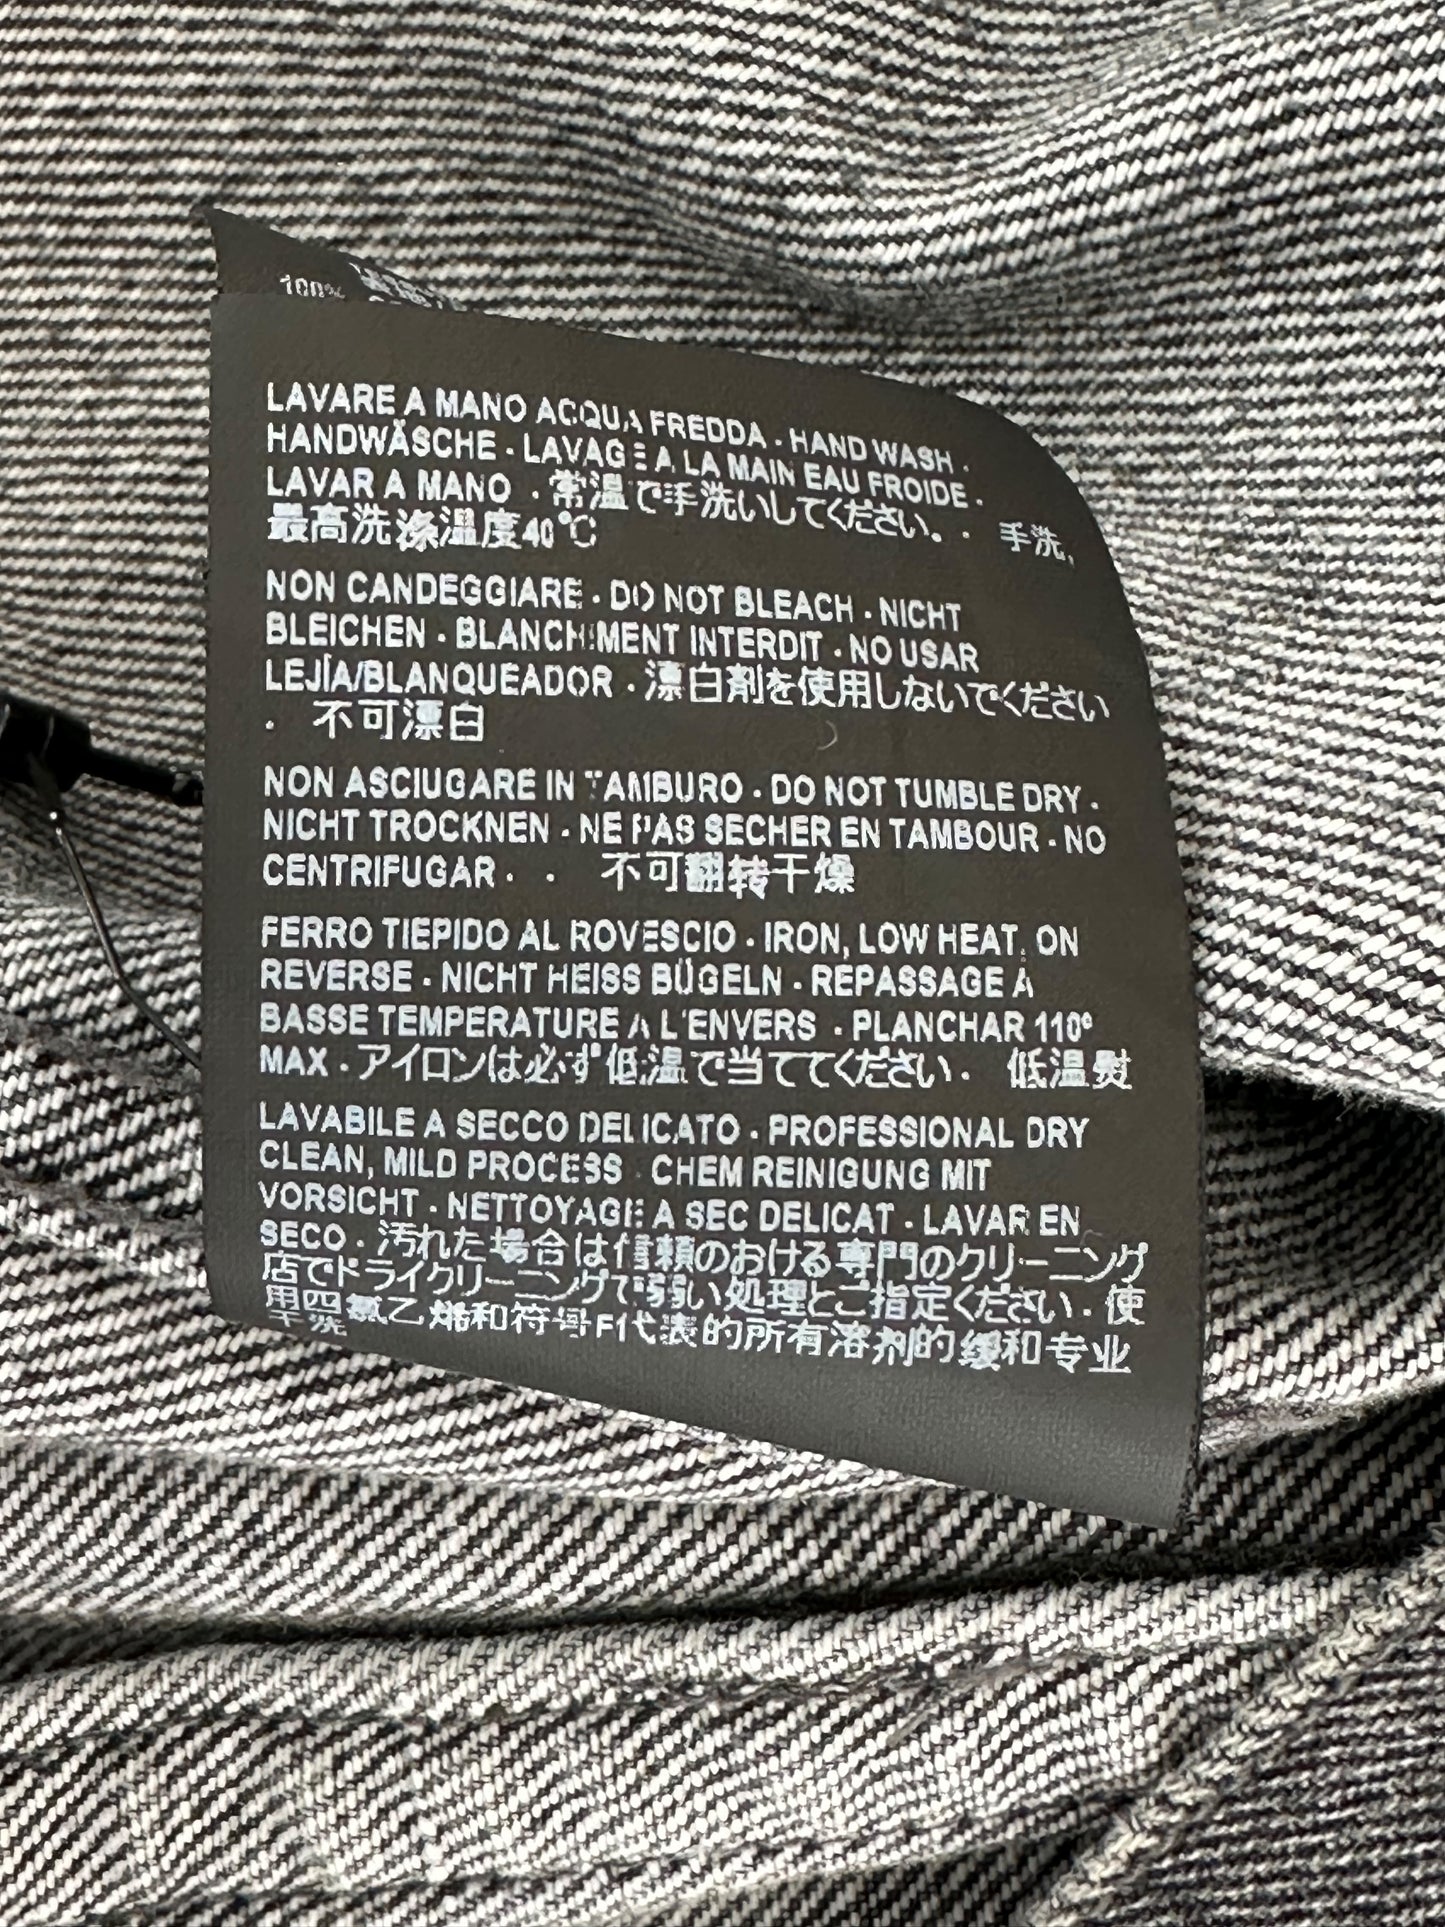 100%
LAVARE A MANO ACQUA FREDDA · HAND WASH ·
HANDWÄSCHE · LAVAGE A LA MAIN EAU FROIDE ·
LAVAR A MANO · 常温で手洗いしてください。· 手洗,
最高洗涤温度40℃
NON CANDEGGIARE · DO NOT BLEACH · NICHT
BLEICHEN · BLANCHIMENT INTERDIT · NO USAR
LEJÍA/BLANQUEADOR · 漂白剤を使用しないでください
· 不可漂白
NON ASCIUGARE IN TAMBURO · DO NOT TUMBLE DRY ·
NICHT TROCKNEN · NE PAS SECHER EN TAMBOUR · NO
CENTRIFUGAR · · 不可翻转干燥
FERRO TIEPIDO AL ROVESCIO · IRON, LOW HEAT, ON
REVERSE · NICHT HEISS BÜGELN · REPASSAGE À
BASSE TEMPERATURE A L'ENVERS · PLANCHAR 110º
MAX · アイロンは必ず低温で当ててください · 低温熨
LAVABILE A SECCO DELICATO · PROFESSIONAL DRY
CLEAN, MILD PROCESS · CHEM REINIGUNG MIT
VORSICHT · NETTOYAGE A SEC DELICAT · LAVAR EN
SECO · 汚れた場合は信頼のおける専門のクリーニング
店でドライクリーニングで弱い処理とご指定ください · 使
用四氯乙烯和符号F代表的所有溶剂的缓和专业
干洗